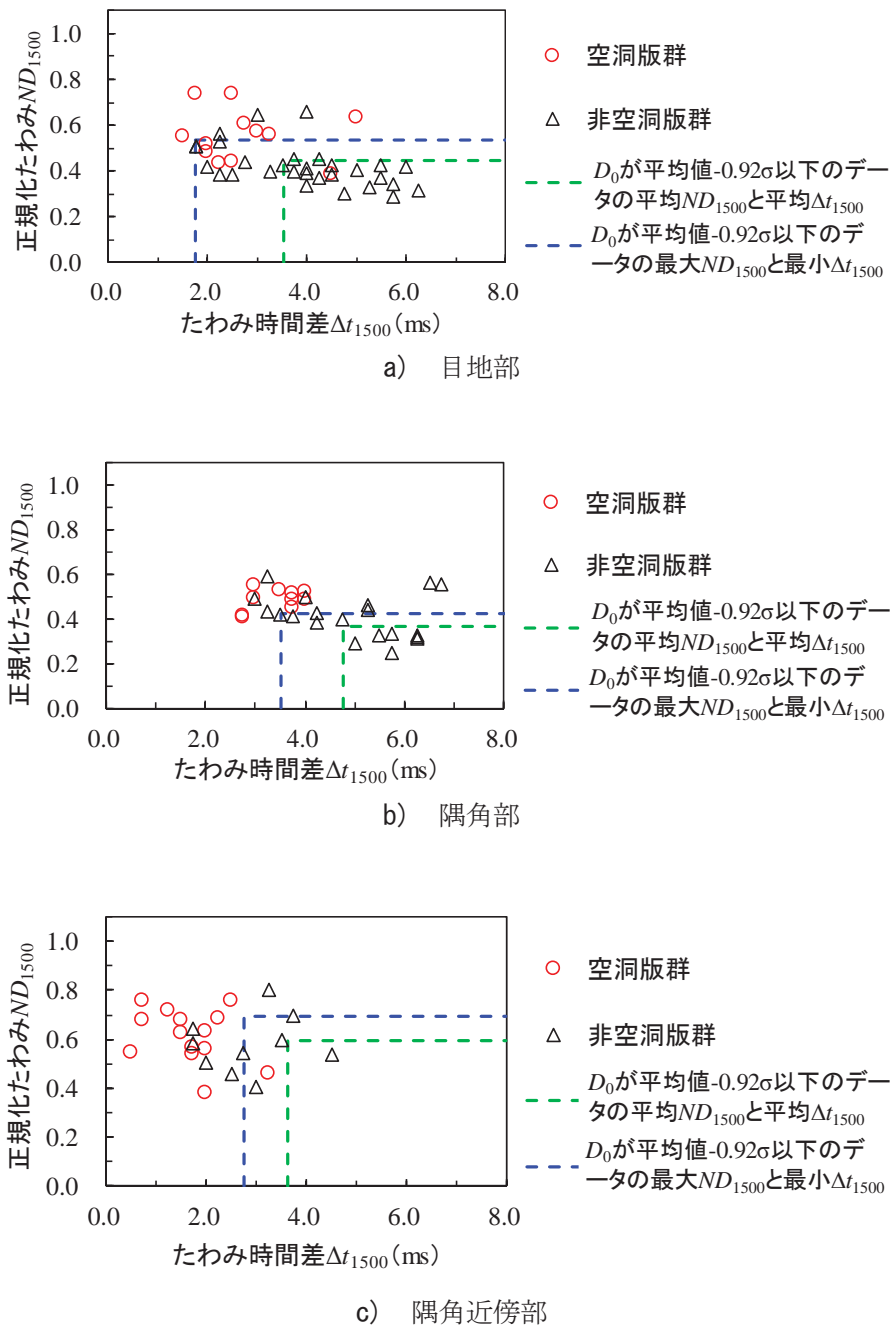 1.0
0.8
0.6
0.4
0.2
0.0
正規化たわみND1500
0.0 2.0 4.0 6.0 8.0
たわみ時間差Δt1500(ms)
空洞版群
非空洞版群
D0が平均値-0.92σ以下のデー
タの平均ND1500と平均Δt1500
D0が平均値-0.92σ以下のデ
ータの最大ND1500と最小Δt1500
a) 目地部
1.0
0.8
0.6
0.4
0.2
0.0
正規化たわみND1500
0.0 2.0 4.0 6.0 8.0
たわみ時間差Δt1500(ms)
空洞版群
非空洞版群
D0が平均値-0.92σ以下のデー
タの平均ND1500と平均Δt1500
D0が平均値-0.92σ以下のデ
ータの最大ND1500と最小Δt1500
b) 隅角部
1.0
0.8
0.6
0.4
0.2
0.0
正規化たわみND1500
0.0 2.0 4.0 6.0 8.0
たわみ時間差Δt1500(ms)
空洞版群
非空洞版群
D0が平均値-0.92σ以下のデー
タの平均ND1500と平均Δt1500
D0が平均値-0.92σ以下のデ
ータの最大ND1500と最小Δt1500
c) 隅角近傍部